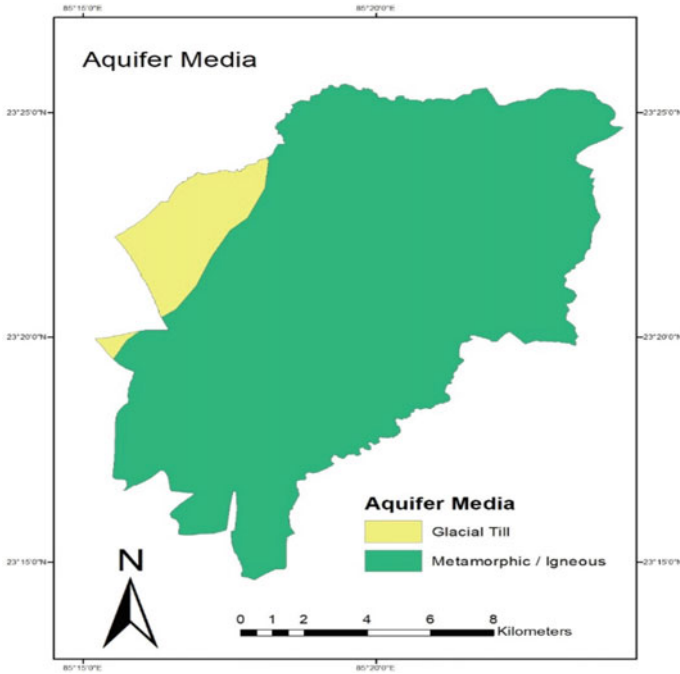 85°15'0"E
85°20'0"E
Aquifer Media
23°25'0"N
23°25'0"N
23°20'0"N
23°20'0"N
Aquifer Media
Glacial Till
Metamorphic / Igneous
23°15'0"N
23°15'0"N
N
0 1 2 4 6 8
Kilometers
85°15'0"E
85°20'0"E